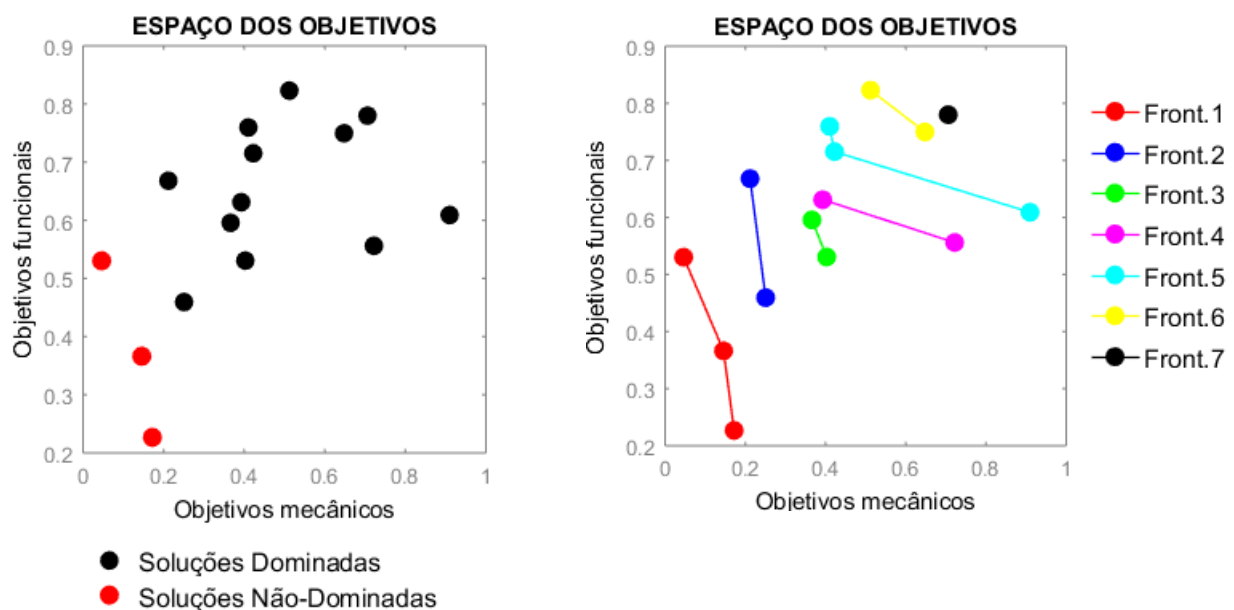 ESPAÇO DOS OBJETIVOS
0.9
0.8
0.7
0.6
0.5
0.4
0.3
0.2
0
0.2
0.4
0.6
0.8
1
Objetivos funcionais
Objetivos mecânicos
Soluções Dominadas
Soluções Não-Dominadas
ESPAÇO DOS OBJETIVOS
0.9
0.8
0.7
0.6
0.5
0.4
0.3
0.2
0
0.2
0.4
0.6
0.8
1
Objetivos funcionais
Objetivos mecânicos
Front.1
Front.2
Front.3
Front.4
Front.5
Front.6
Front.7